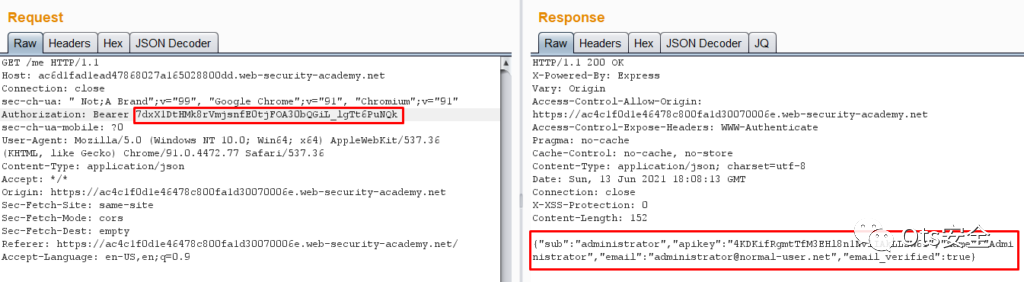 Request
Raw Headers Hex JSON Decoder
GET /me HTTP/1.1
Host: ac6d1fad1ead47868027a165028800dd.web-security-academy.net
Connection: close
sec-ch-ua: " Not;A Brand";v="99", "Google Chrome";v="91", "Chromium";v="91"
Authorization: Bearer 7dxX1DtHMk8rVmjsnfE0tjFOA30bQGiL_lgTt6PuNQk
sec-ch-ua-mobile: ?0
User-Agent: Mozilla/5.0 (Windows NT 10.0; Win64; x64) AppleWebKit/537.36
(KHTML, like Gecko) Chrome/91.0.4472.77 Safari/537.36
Content-Type: application/json
Accept: */*
Origin: https://ac4c1f0d1e46478c800fa1d30070006e.web-security-academy.net
Sec-Fetch-Site: same-site
Sec-Fetch-Mode: cors
Sec-Fetch-Dest: empty
Referer: https://ac4c1f0d1e46478c800fa1d30070006e.web-security-academy.net/
Accept-Language: en-US,en;q=0.9
Response
Raw Headers Hex JSON Decoder JQ
HTTP/1.1 200 OK
X-Powered-By: Express
Vary: Origin
Access-Control-Allow-Origin:
https://ac4c1f0d1e46478c800fa1d30070006e.web-security-academy.net
Access-Control-Expose-Headers: WWW-Authenticate
Pragma: no-cache
Cache-Control: no-cache, no-store
Content-Type: application/json; charset=utf-8
Date: Sun, 13 Jun 2021 18:08:13 GMT
Connection: close
X-XSS-Protection: 0
Content-Length: 152
{"sub":"administrator","apikey":
"Admi
nistrator","email":"administrator@normal-user.net","email_verified":true}
Ots安全